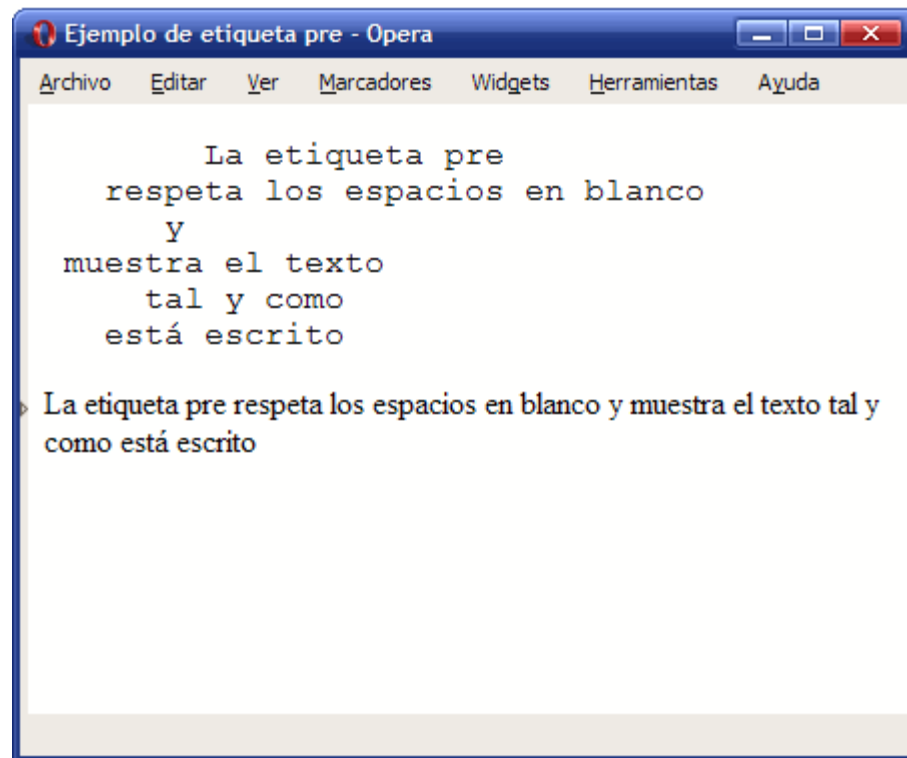 Ejemplo de etiqueta pre - Opera
Archivo Editar Ver Marcadores Widgets Herramientas Ayuda
La etiqueta pre
respeta los espacios en blanco
y
muestra el texto
tal y como
está escrito
La etiqueta pre respeta los espacios en blanco y muestra el texto tal y
como está escrito